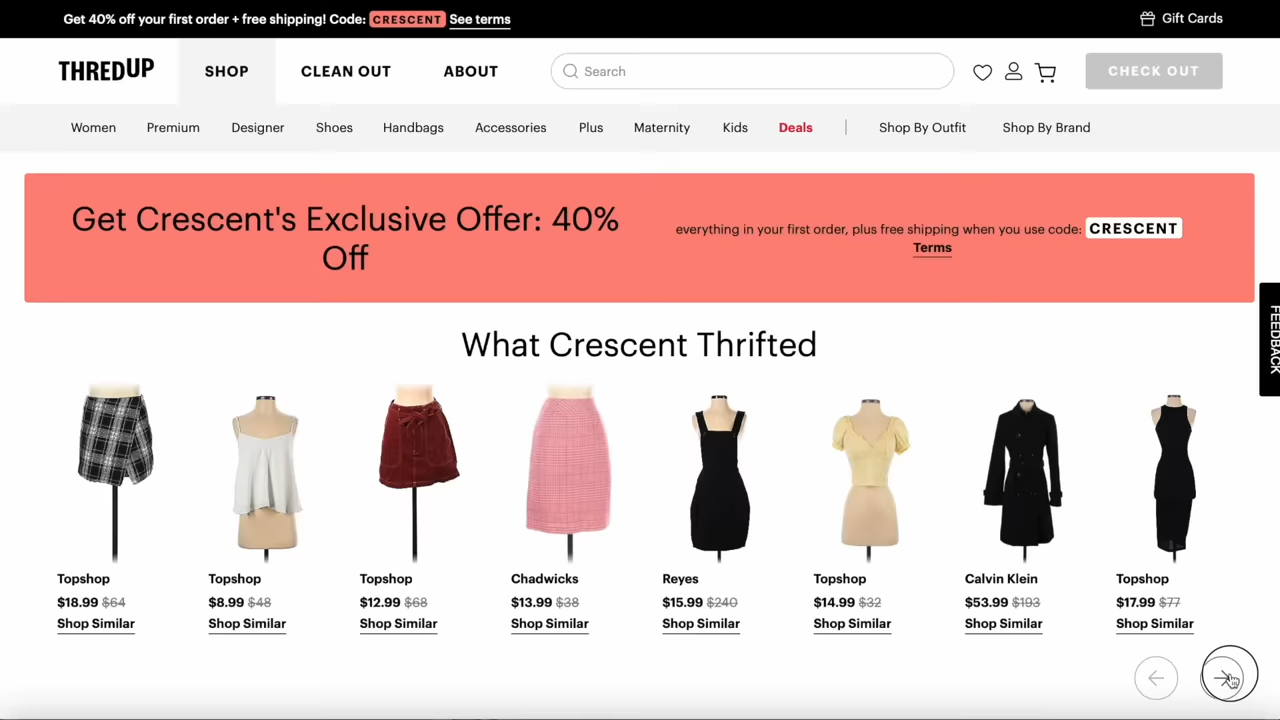 Get 40% off your first order + free shipping! Code: CRESCENT See terms
Gift Cards
THREDUP
SHOP
CLEAN OUT
ABOUT
Search
CHECK OUT
Women
Premium
Designer
Shoes
Handbags
Accessories
Plus
Maternity
Kids
Deals
Shop By Outfit
Shop By Brand
Get Crescent's Exclusive Offer: 40%
Off
everything in your first order, plus free shipping when you use code: CRESCENT
Terms
FEEDBACK
What Crescent Thrifted
Topshop
$18.99 $64
Shop Similar
Topshop
$8.99 $48
Shop Similar
Topshop
$12.99 $68
Shop Similar
Chadwicks
$13.99 $38
Shop Similar
Reyes
$15.99 $240
Shop Similar
Topshop
$14.99 $32
Shop Similar
Calvin Klein
$53.99 $193
Shop Similar
Topshop
$17.99 $77
Shop Similar